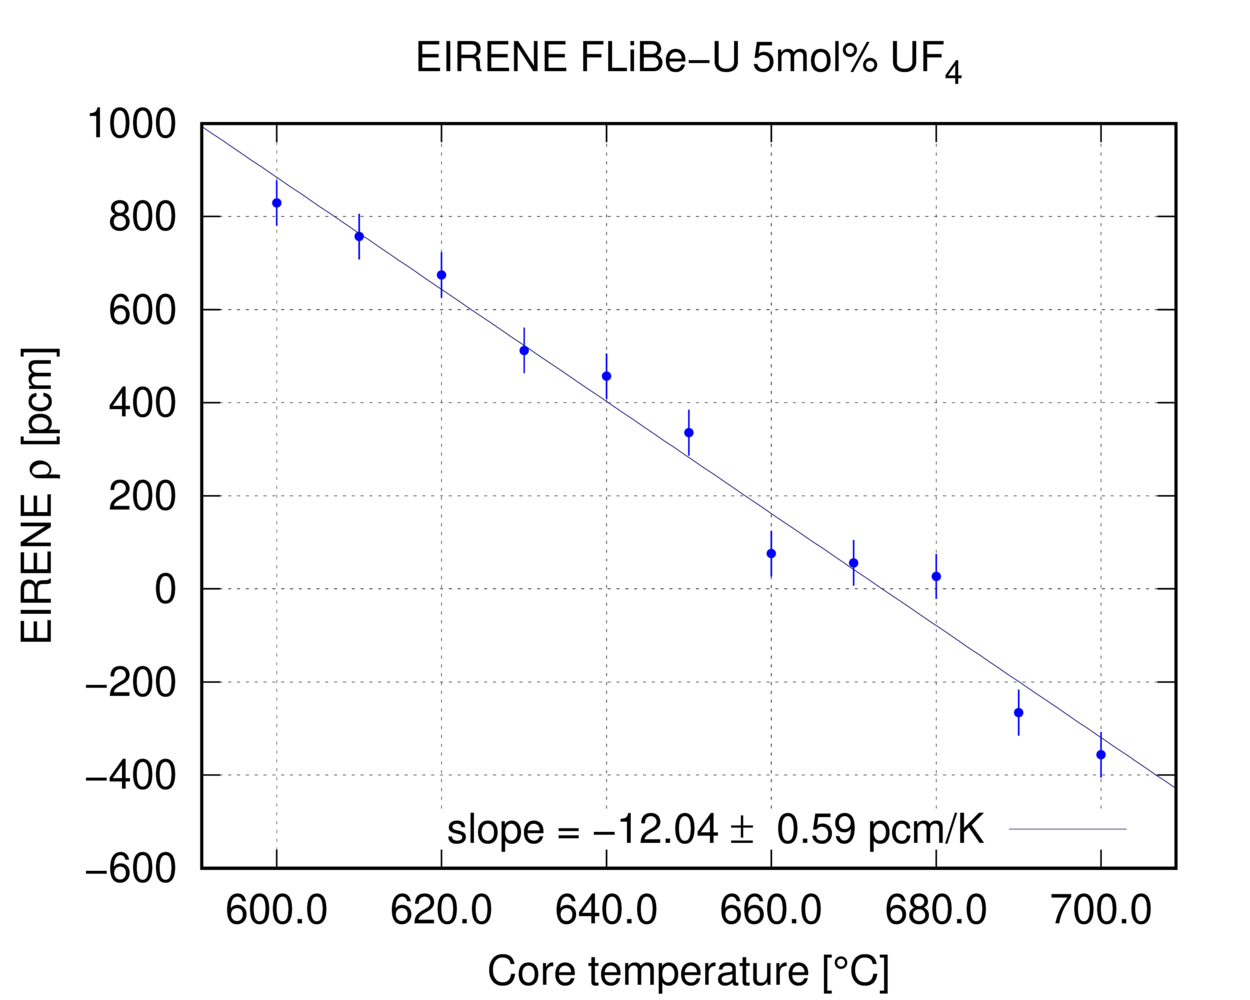 EIRENE FLiBe−U 5mol% UF₄
EIRENE ρ [pcm]
1000
800
600
400
200
0
−200
−400
−600
slope = −12.04 ± 0.59 pcm/K
600.0 620.0 640.0 660.0 680.0 700.0
Core temperature [°C]